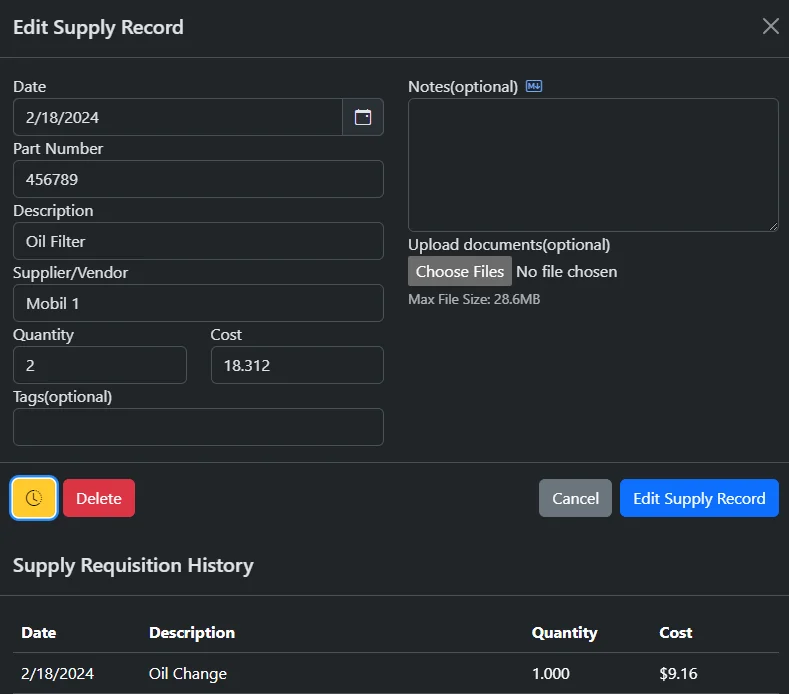 Edit Supply Record
Date
2/18/2024
Part Number
456789
Description
Oil Filter
Supplier/Vendor
Mobil 1
Quantity
2
Cost
18.312
Tags(optional)
Notes(optional) M↓
Upload documents(optional)
Choose Files No file chosen
Max File Size: 28.6MB
Delete
Cancel
Edit Supply Record
Supply Requisition History
Date Description Quantity Cost
2/18/2024 Oil Change 1.000 $9.16